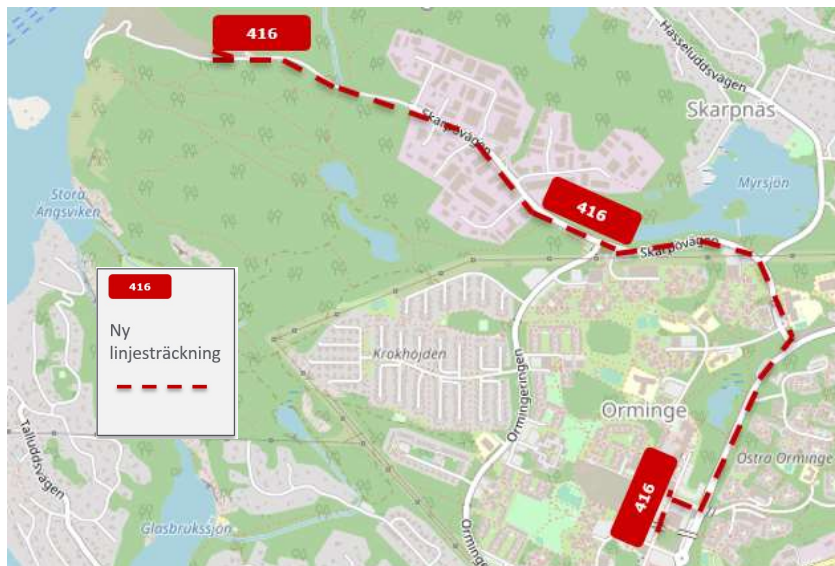 416
Hasseluddsvägen
Skarpnäs
Skarpövägen
Myrsjön
Stora
Ängsviken
416
Skarpövägen
416
Ny
linjesträckning
Krokhöjden
Ormingeringen
Orminge
Talluddsvägen
Östra Orminge
416
Glasbrukssjön
Orminge